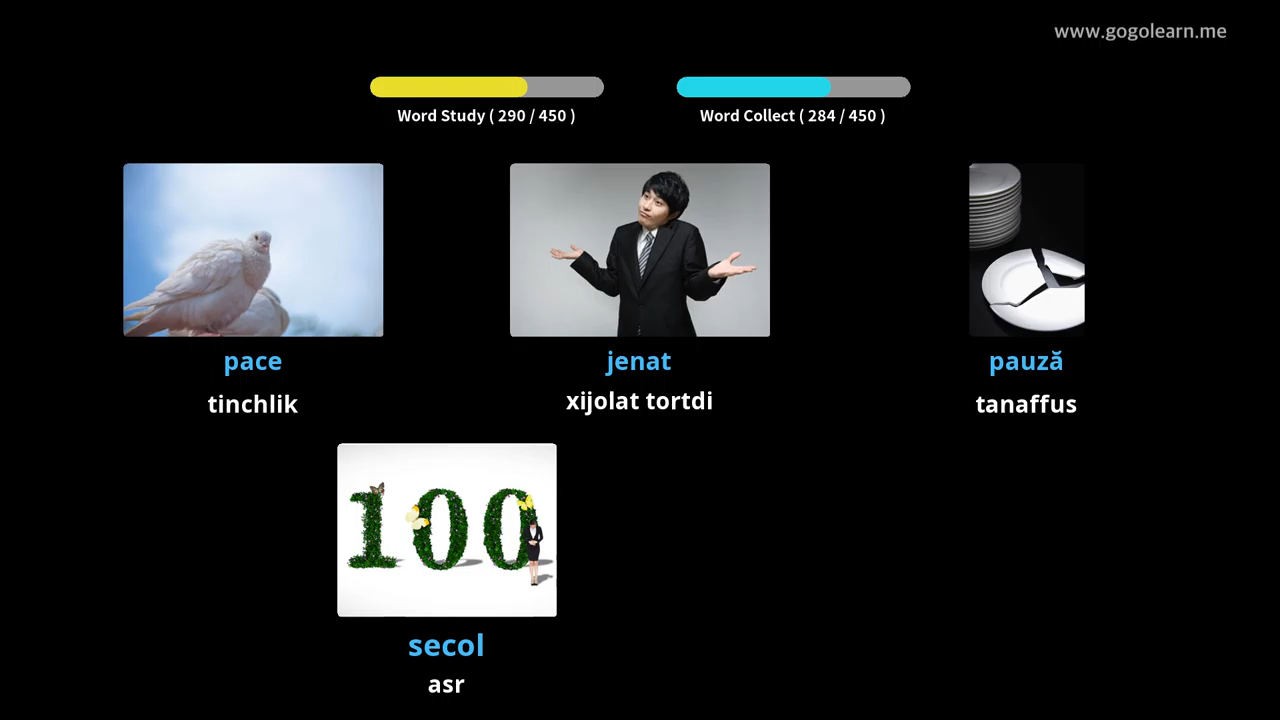 www.gogolearn.me
Word Study ( 290 / 450 )
Word Collect ( 284 / 450 )
pace
tinchlik
jenat
xijolat tortdi
pauză
tanaffus
100
secol
asr